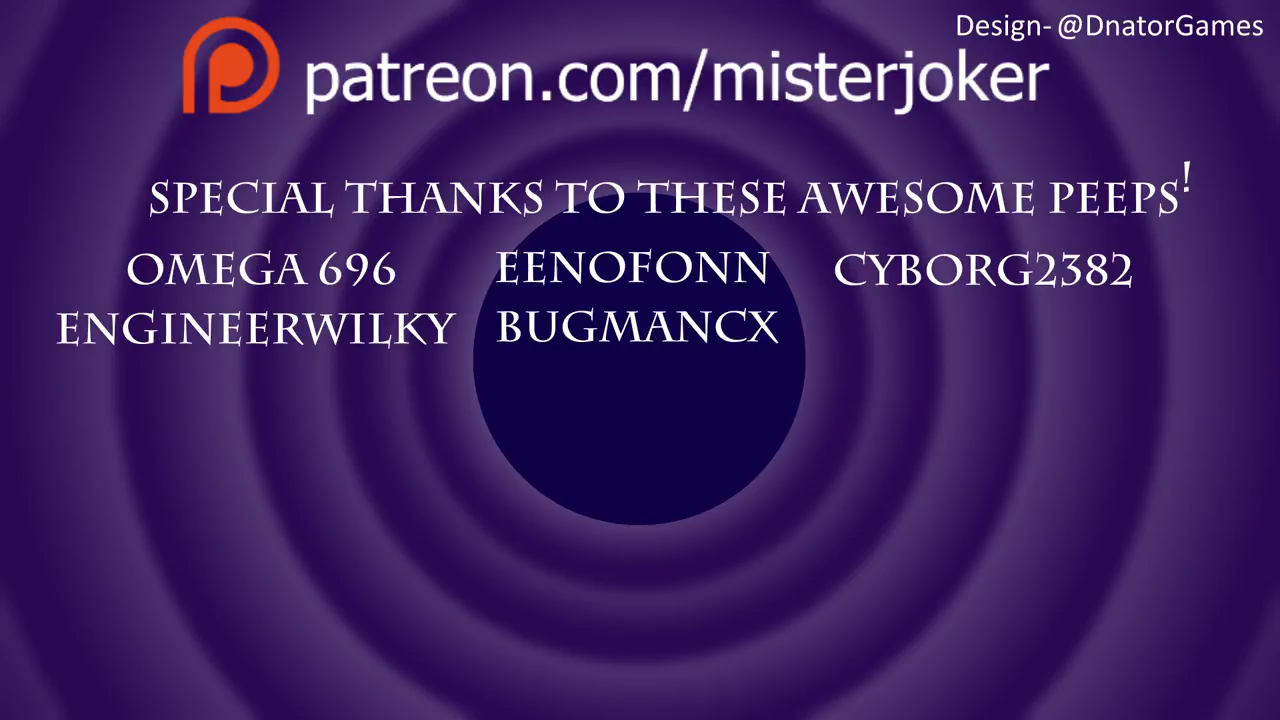 Design- @DnatorGames
patreon.com/misterjoker
SPECIAL THANKS TO THESE AWESOME PEEPS!
OMEGA 696 EENOFONN CYBORG2382
ENGINEERWILKY BUGMANCX